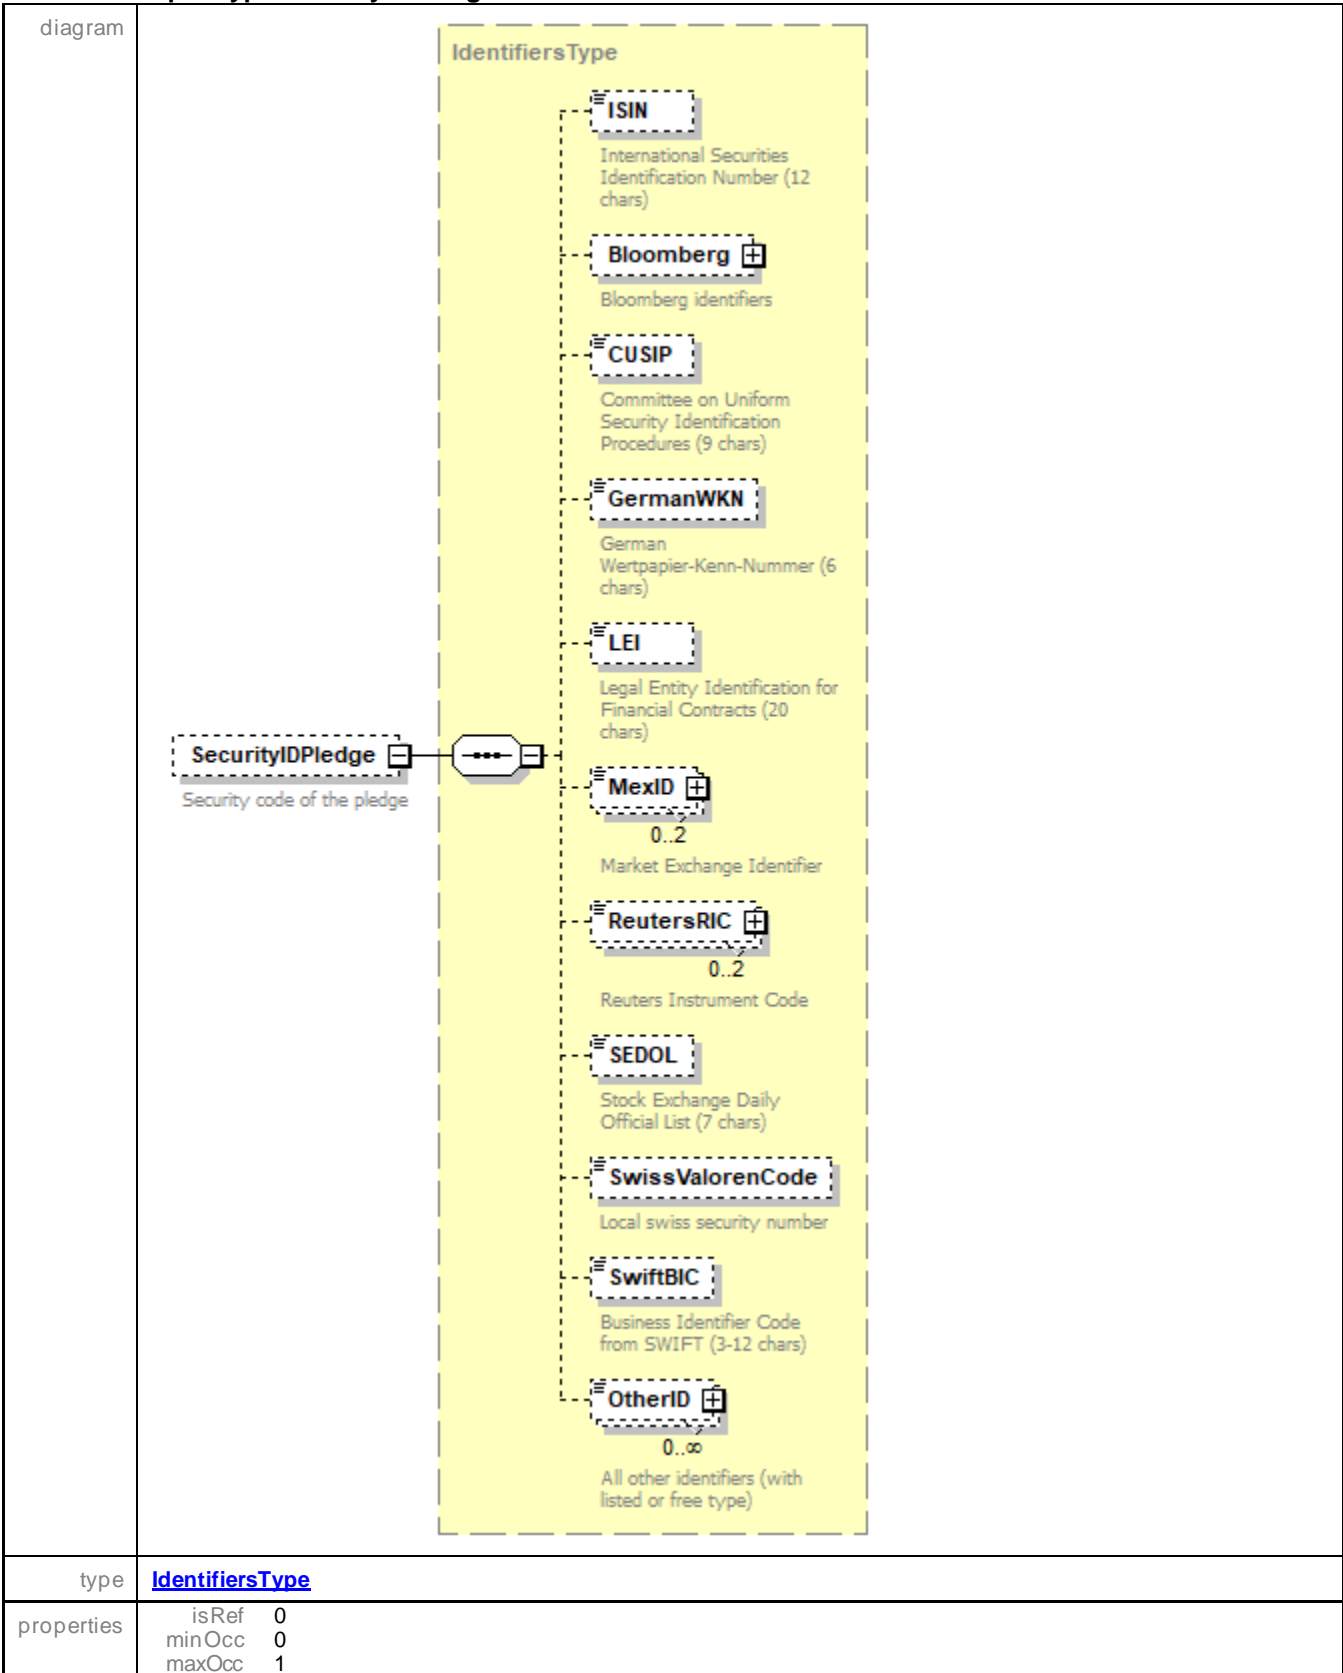 diagram
IdentifiersType
ISIN
International Securities
Identification Number (12
chars)
Bloomberg
Bloomberg identifiers
CUSIP
Committee on Uniform
Security Identification
Procedures (9 chars)
GermanWKN
German
Wertpapier-Kenn-Nummer (6
chars)
LEI
Legal Entity Identification for
Financial Contracts (20
chars)
SecurityIDPledge
Security code of the pledge
MexID
0..2
Market Exchange Identifier
ReutersRIC
0..2
Reuters Instrument Code
SEDOL
Stock Exchange Daily
Official List (7 chars)
SwissValorenCode
Local swiss security number
SwiftBIC
Business Identifier Code
from SWIFT (3-12 chars)
OtherID
0..∞
All other identifiers (with
listed or free type)
type IdentifiersType
properties isRef 0
minOcc 0
maxOcc 1